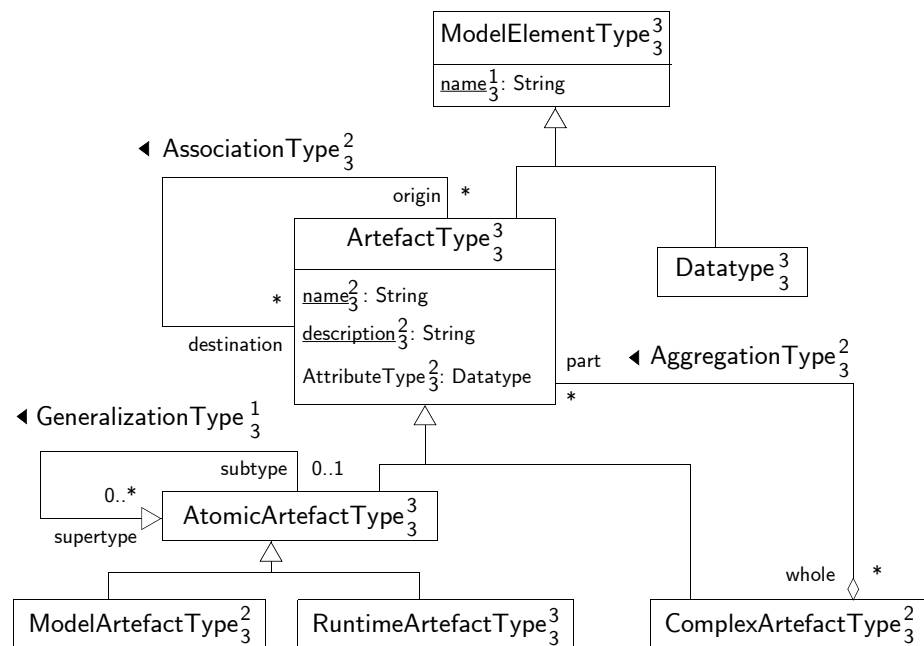 ModelElementType³₃
name¹₃: String
◄ AssociationType²₃
origin *
ArtefactType³₃
Datatype³₃
name²₃: String
*
description²₃: String
destination
AttributeType²₃: Datatype
part
◄ AggregationType²₃
*
◄ GeneralizationType¹₃
subtype 0..1
0..*
AtomicArtefactType³₃
supertype
whole *
ModelArtefactType²₃
RuntimeArtefactType³₃
ComplexArtefactType²₃